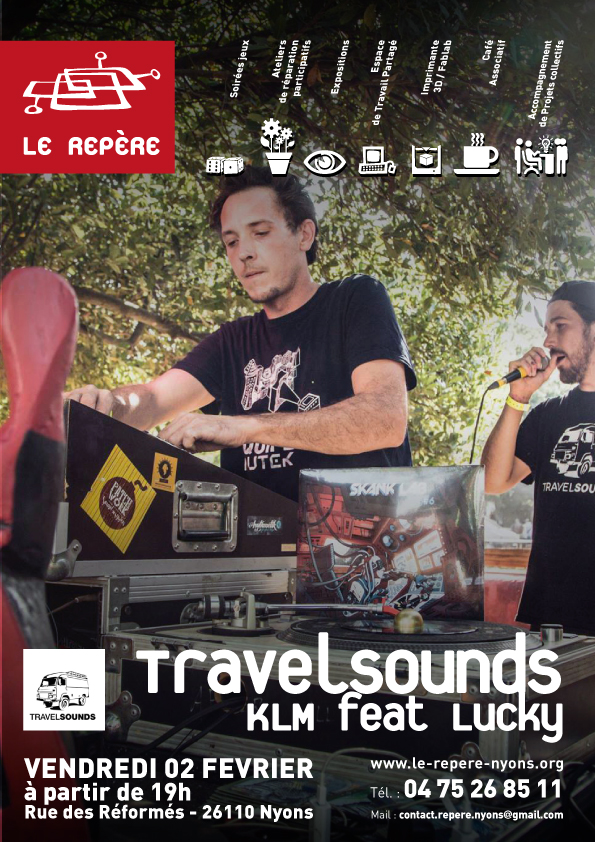 LE REPÈRE
Soirées jeux
Ateliers
de réparation
participatifs
Expositions
Espace
de Travail Partagé
Imprimante
3D / Fablab
Café
Associatif
Accompagnement
de Projets collectifs
SKANK
TRAVELSOUNDS
Travelsounds
KLM feat Lucky
VENDREDI 02 FEVRIER
à partir de 19h
Rue des Réformés - 26110 Nyons
www.le-repere-nyons.org
Tél. : 04 75 26 85 11
Mail : contact.repere.nyons@gmail.com